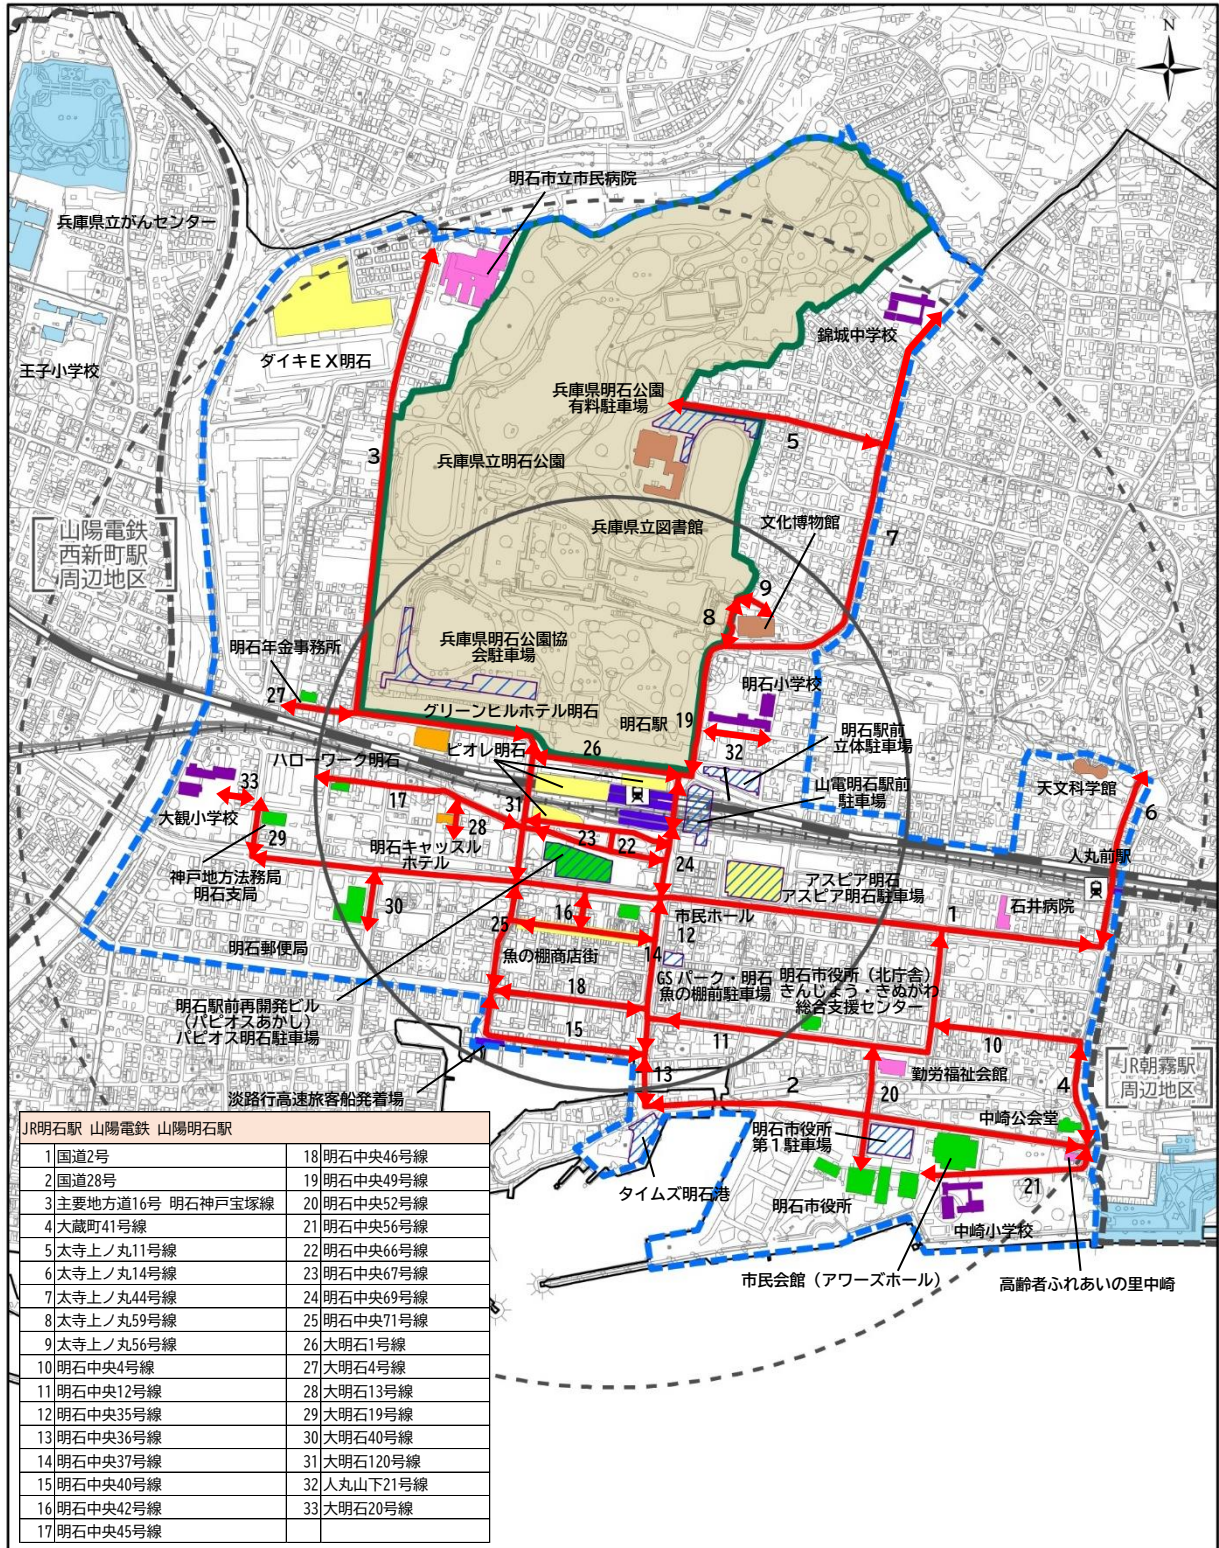 N
明石市立市民病院
兵庫県立がんセンター
錦城中学校
ダイキＥＸ明石
王子小学校
兵庫県明石公園
有料駐車場
5
3
兵庫県立明石公園
山陽電鉄
西新町駅
周辺地区
兵庫県立図書館
文化博物館
7
9
8
兵庫県明石公園協
会駐車場
明石年金事務所
明石小学校
27
グリーンヒルホテル明石
明石駅
19
明石駅前
立体駐車場
32
ピオレ明石
26
ハローワーク明石
山電明石駅前
駐車場
天文科学館
33
17
31
6
大観小学校
28
23
22
29
明石キャッスル
ホテル
24
人丸前駅
神戸地方法務局
明石支局
アスピア明石
アスピア明石駐車場
30
16
市民ホール
石井病院
1
25
12
明石郵便局
魚の棚商店街
14
GSパーク・明石
魚の棚前駐車場
明石市役所（北庁舎）
きんじょう・きぬがわ
総合支援センター
明石駅前再開発ビル
（パピオスあかし）
パピオス明石駐車場
18
15
11
10
勤労福祉会館
JR朝霧駅
周辺地区
13
2
20
4
淡路行高速旅客船発着場
中崎公会堂
明石市役所
第１駐車場
タイムズ明石港
明石市役所
21
中崎小学校
市民会館（アワーズホール）
高齢者ふれあいの里中崎
JR明石駅 山陽電鉄 山陽明石駅
1 国道2号 18 明石中央46号線
2 国道28号 19 明石中央49号線
3 主要地方道16号 明石神戸宝塚線 20 明石中央52号線
4 大蔵町41号線 21 明石中央56号線
5 太寺上ノ丸11号線 22 明石中央66号線
6 太寺上ノ丸14号線 23 明石中央67号線
7 太寺上ノ丸44号線 24 明石中央69号線
8 太寺上ノ丸59号線 25 明石中央71号線
9 太寺上ノ丸56号線 26 大明石1号線
10 明石中央4号線 27 大明石4号線
11 明石中央12号線 28 大明石13号線
12 明石中央35号線 29 大明石19号線
13 明石中央36号線 30 大明石40号線
14 明石中央37号線 31 大明石120号線
15 明石中央40号線 32 人丸山下21号線
16 明石中央42号線 33 大明石20号線
17 明石中央45号線